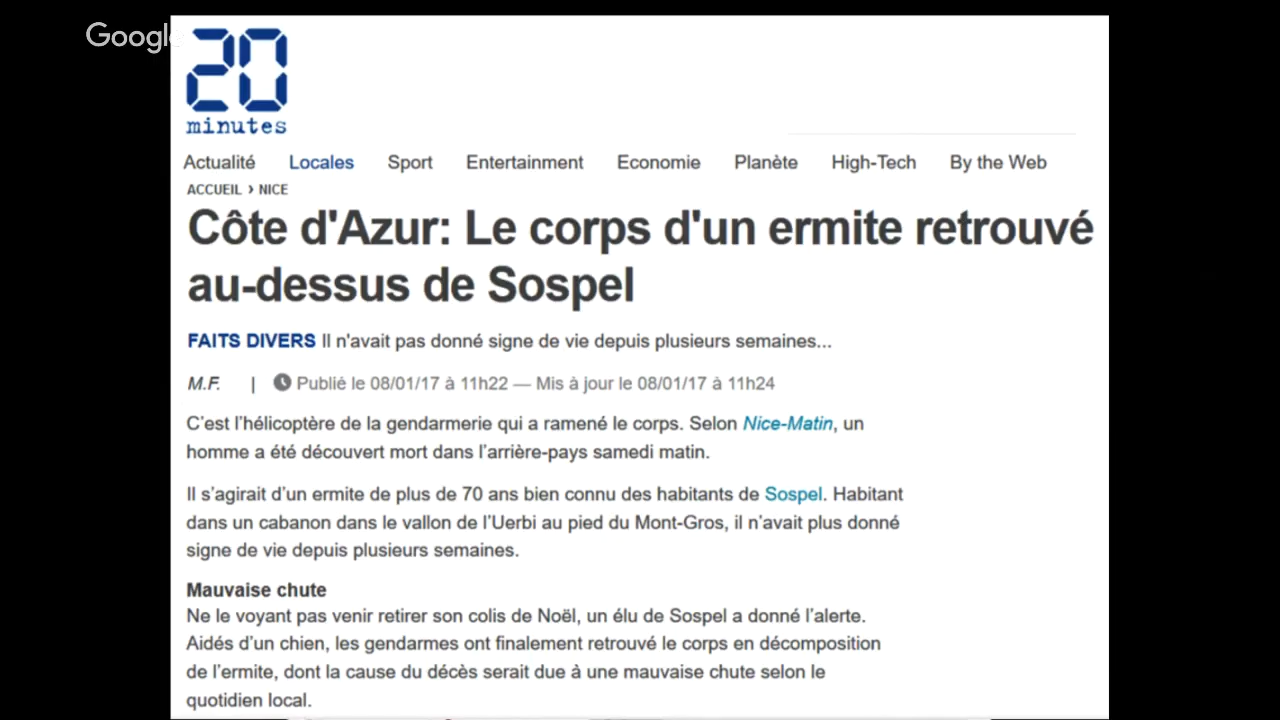 Google
20
minutes
Actualité Locales Sport Entertainment Economie Planète High-Tech By the Web
ACCUEIL › NICE
Côte d'Azur: Le corps d'un ermite retrouvé
au-dessus de Sospel
FAITS DIVERS Il n'avait pas donné signe de vie depuis plusieurs semaines...
M.F. | Publié le 08/01/17 à 11h22 — Mis à jour le 08/01/17 à 11h24
C’est l’hélicoptère de la gendarmerie qui a ramené le corps. Selon Nice-Matin, un
homme a été découvert mort dans l’arrière-pays samedi matin.
Il s’agirait d’un ermite de plus de 70 ans bien connu des habitants de Sospel. Habitant
dans un cabanon dans le vallon de l’Uerbi au pied du Mont-Gros, il n’avait plus donné
signe de vie depuis plusieurs semaines.
Mauvaise chute
Ne le voyant pas venir retirer son colis de Noël, un élu de Sospel a donné l’alerte.
Aidés d’un chien, les gendarmes ont finalement retrouvé le corps en décomposition
de l’ermite, dont la cause du décès serait due à une mauvaise chute selon le
quotidien local.